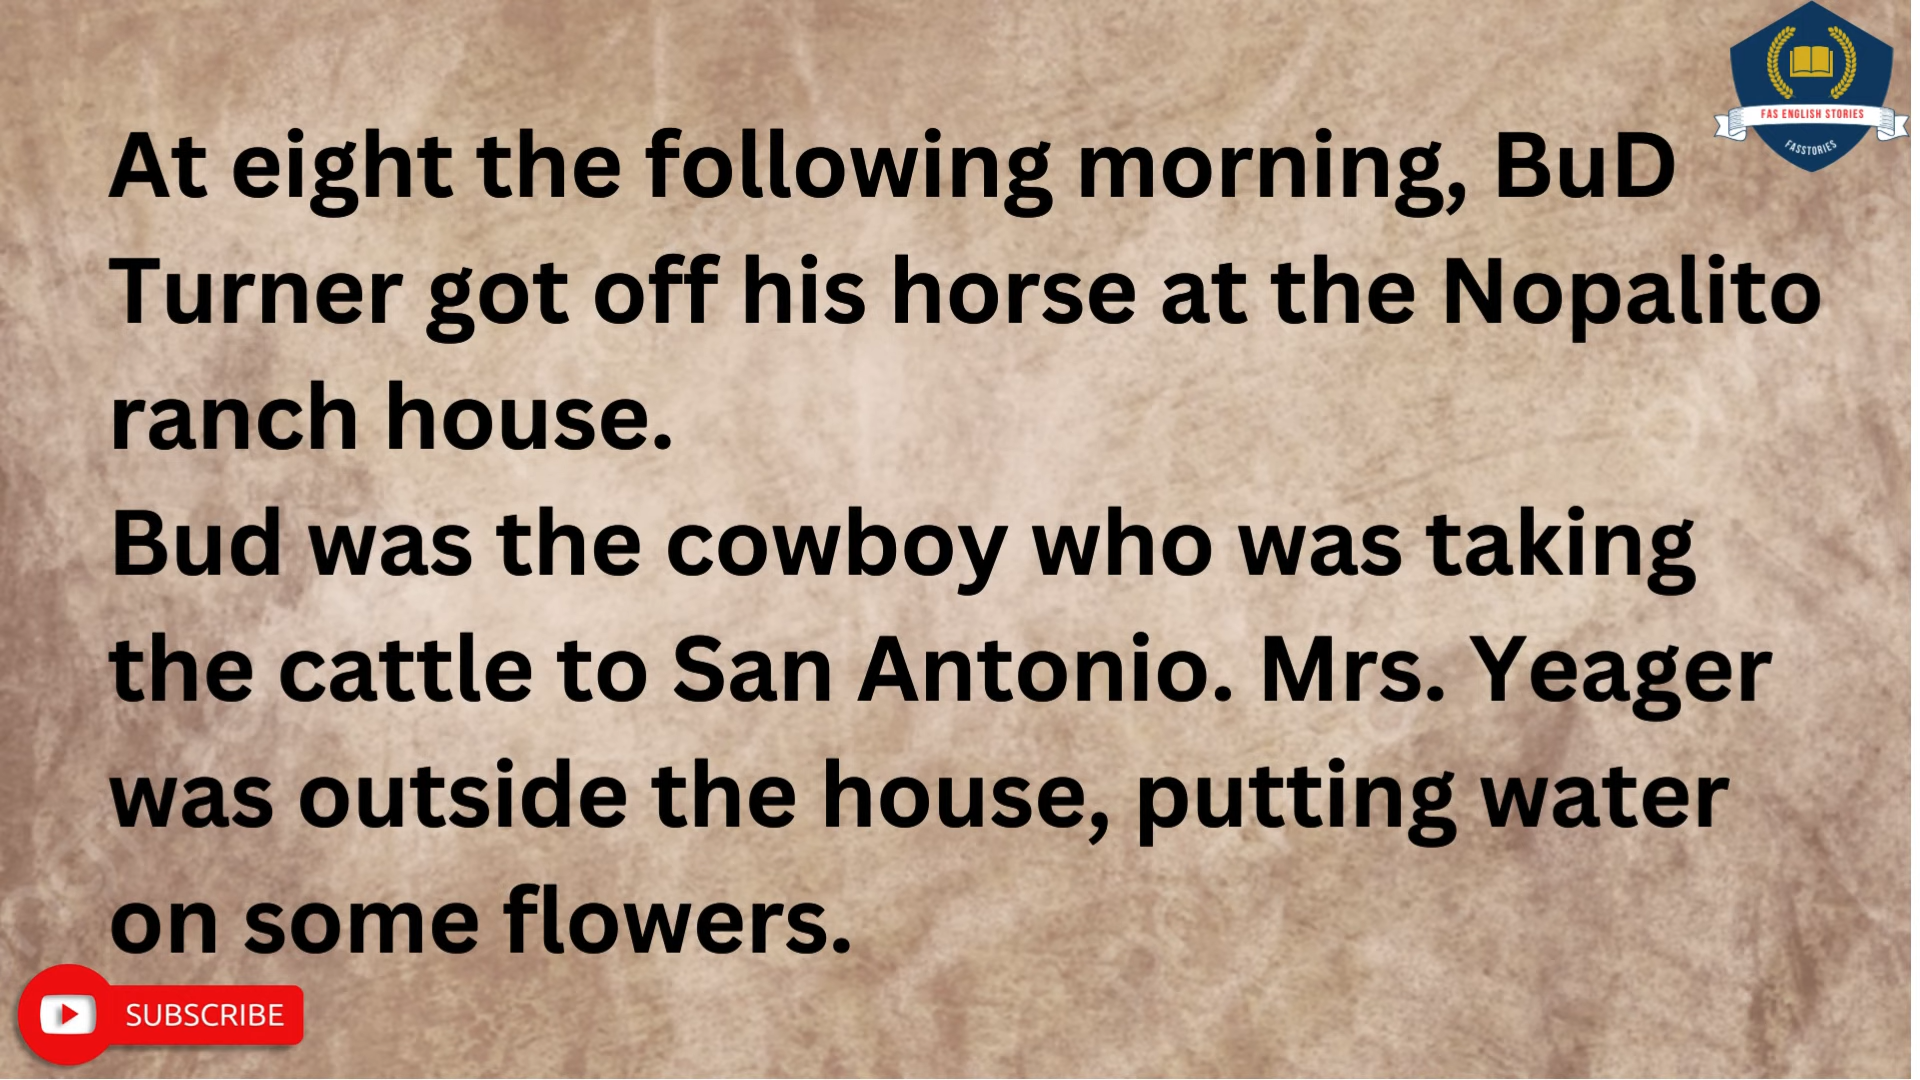 FAS ENGLISH STORIES
FASSTORIES
At eight the following morning, BuD
Turner got off his horse at the Nopalito
ranch house.
Bud was the cowboy who was taking
the cattle to San Antonio. Mrs. Yeager
was outside the house, putting water
on some flowers.
SUBSCRIBE